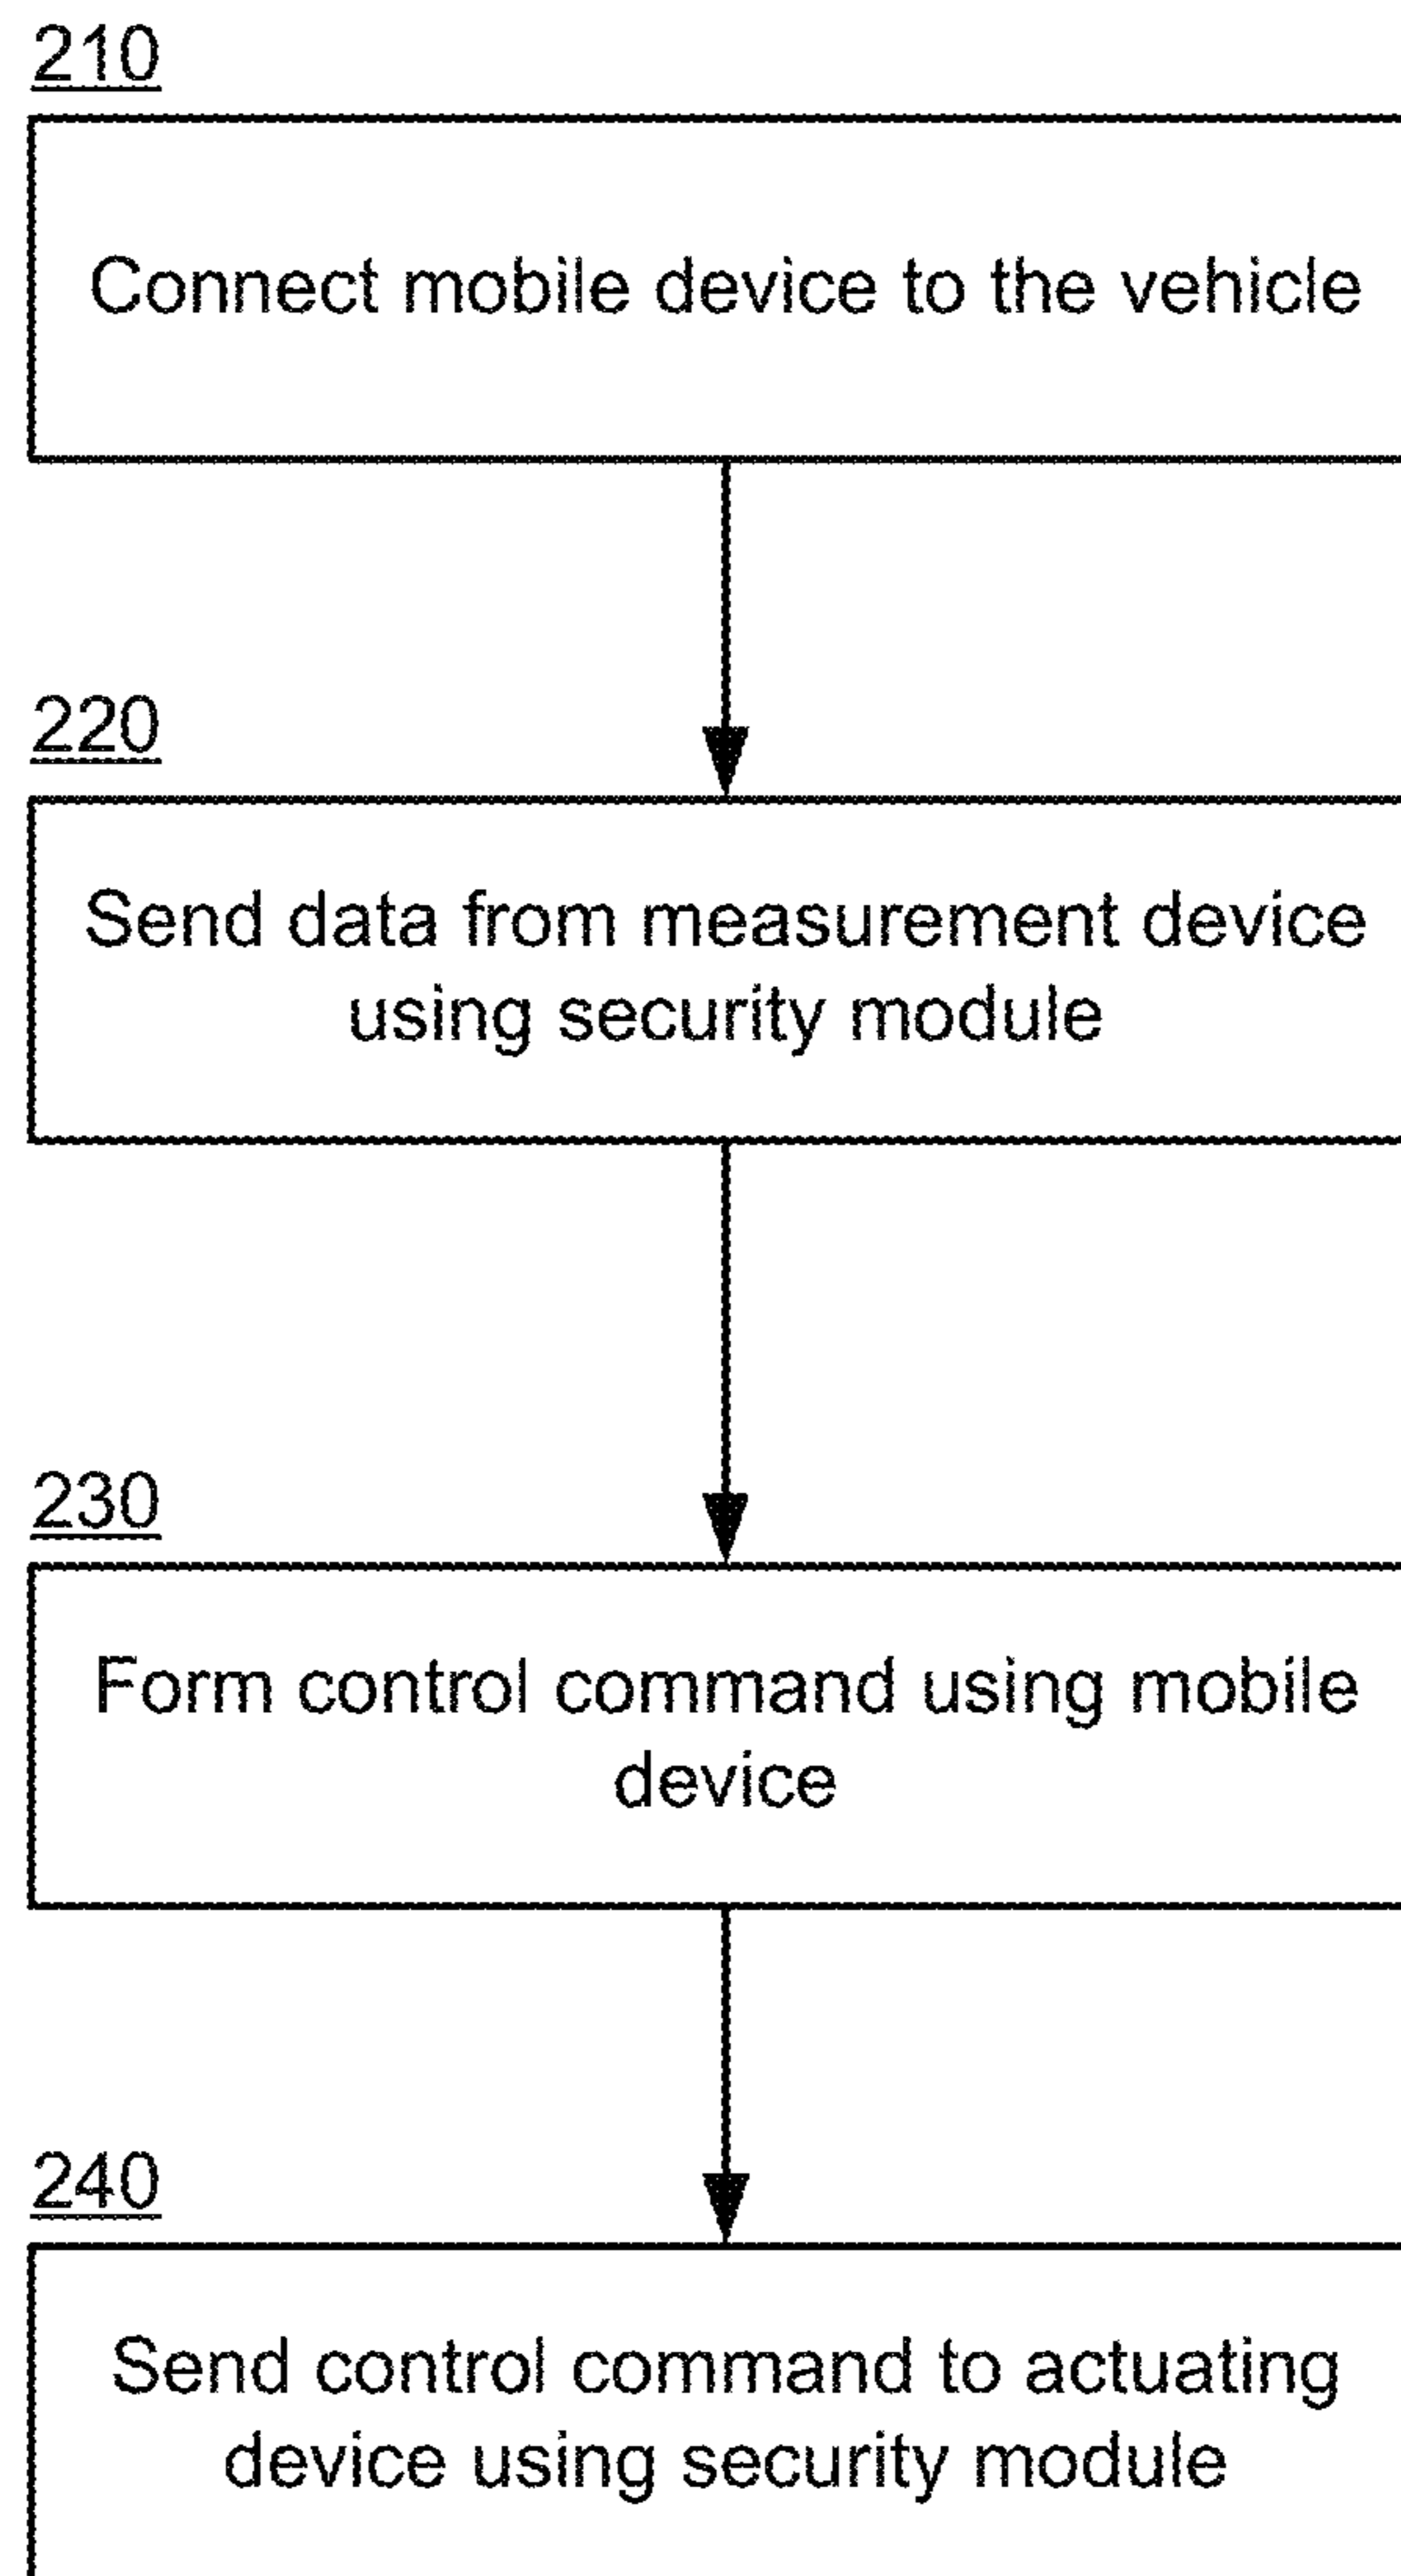 210
Connect mobile device to the vehicle
220
Send data from measurement device
using security module
230
Form control command using mobile
device
240
Send control command to actuating
device using security module